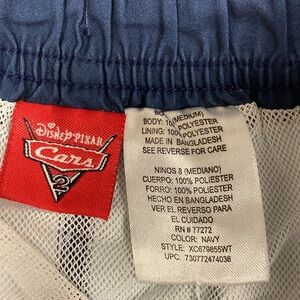 DISNEY·PIXAR
Cars
2
(MEDIUM)
BODY: 100% POLYESTER
LINING: 100% POLYESTER
MADE IN BANGLADESH
SEE REVERSE FOR CARE
NINOS 8 (MEDIANO)
CUERPO: 100% POLIESTER
FORRO: 100% POLIESTER
HECHO EN BANGLADESH
VER EL REVERSO PARA
EL CUIDADO
RN # 77272
COLOR: NAVY
STYLE: XC679855WT
UPC: 730772474036